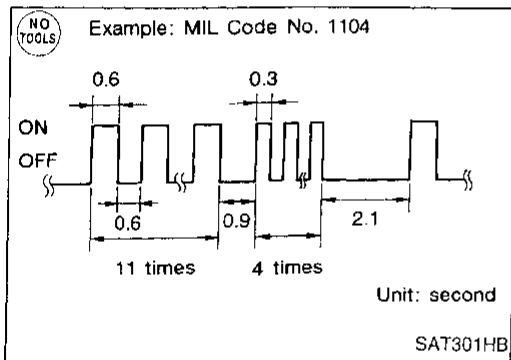 NO
TOOLS
Example: MIL Code No. 1104
0.6
0.3
ON
OFF
0.6
0.9
2.1
11 times
4 times
Unit: second
SAT301HB